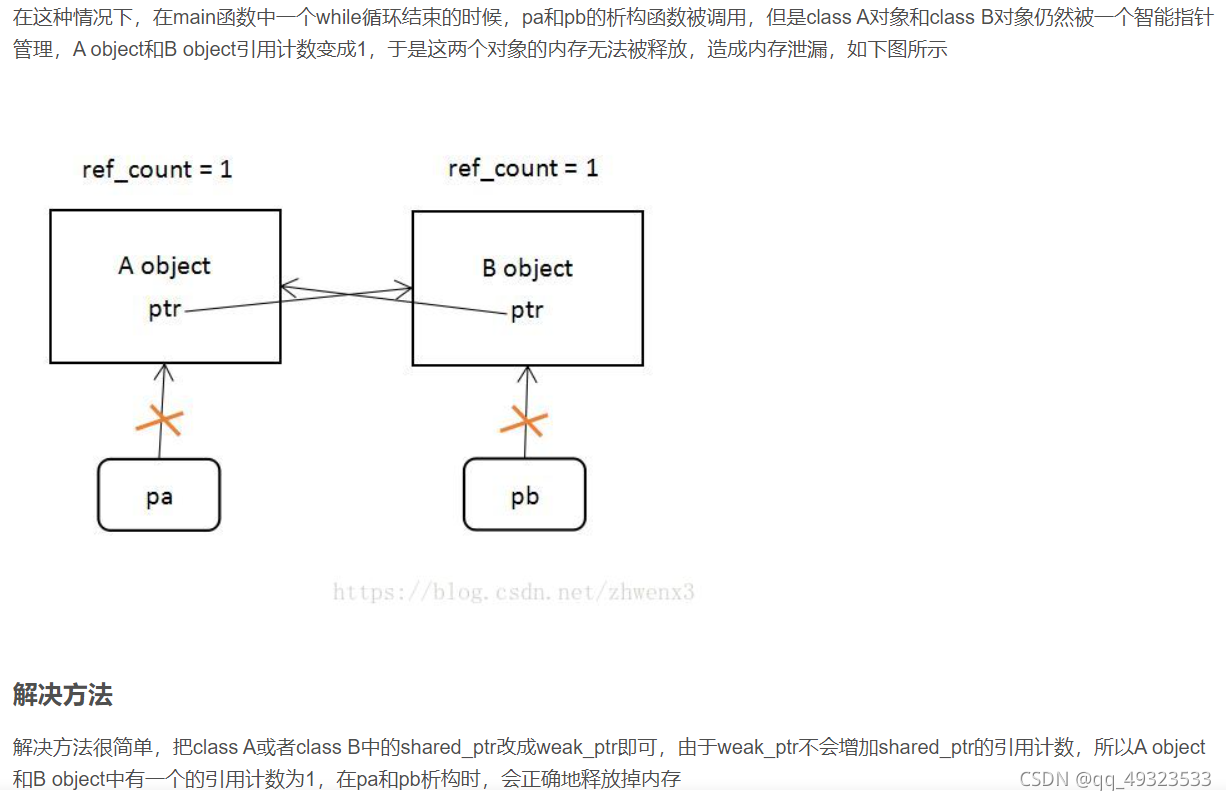 在这种情况下，在main函数中一个while循环结束的时候，pa和pb的析构函数被调用，但是class A对象和class B对象仍然被一个智能指针
管理，A object和B object引用计数变成1，于是这两个对象的内存无法被释放，造成内存泄漏，如下图所示
ref_count = 1
ref_count = 1
A object
B object
ptr
ptr
pa
pb
https://blog.csdn.net/zhwenx3
解决方法
解决方法很简单，把class A或者class B中的shared_ptr改成weak_ptr即可，由于weak_ptr不会增加shared_ptr的引用计数，所以A object
和B object中有一个的引用计数为1，在pa和pb析构时，会正确地释放掉内存
CSDN @qq_49323533